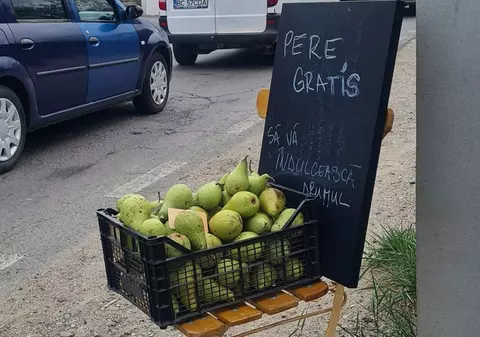 PERE
GRATIS
SĂ VĂ
ÎNDULCEASCĂ
DRUMUL